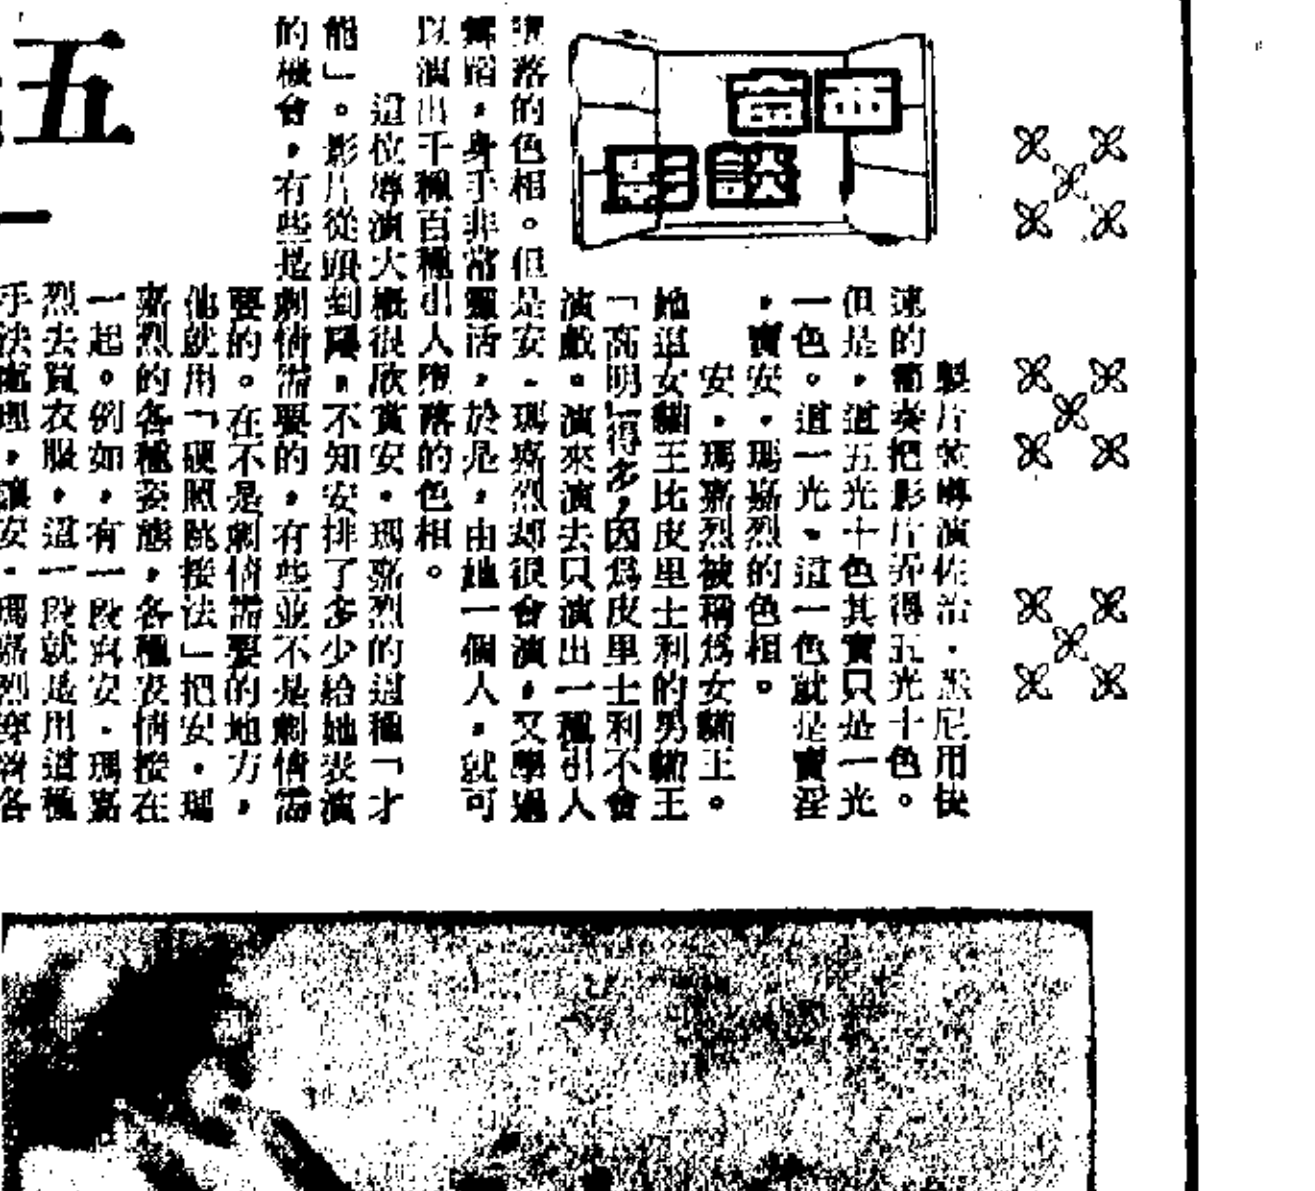 亞
談影
製片並導演佐治・薛尼用快
速的節奏把影片弄得五光十色。
但是，這五光十色其實只是一光
一色。這一光、這一色就是賣淫
，賣安・瑪嘉烈的色相。
安・瑪嘉烈被稱爲女貓王。
她這女貓王比皮里士利的男貓王
「高明」得多，因爲皮里士利不會
演戲。演來演去只演出一種引人
墮落的色相。但是安・瑪嘉烈却很會演，又學過
舞蹈，身手非常靈活，於是，由她一個人，就可
以演出千種百種引人墮落的色相。
這位導演大概很欣賞安・瑪嘉烈的這種「才
能」。影片從頭到尾，不知安排了多少給她表演
的機會，有些是劇情需要的，有些並不是劇情需
要的。在不是劇情需要的地方，
他就用「硬照跳接法」把安・瑪
嘉烈的各種姿態，各種表情接在
一起。例如，有一段寫安・瑪嘉
烈去買衣服，這一段就是用這種
手法處理，讓安・瑪嘉烈穿着各
五